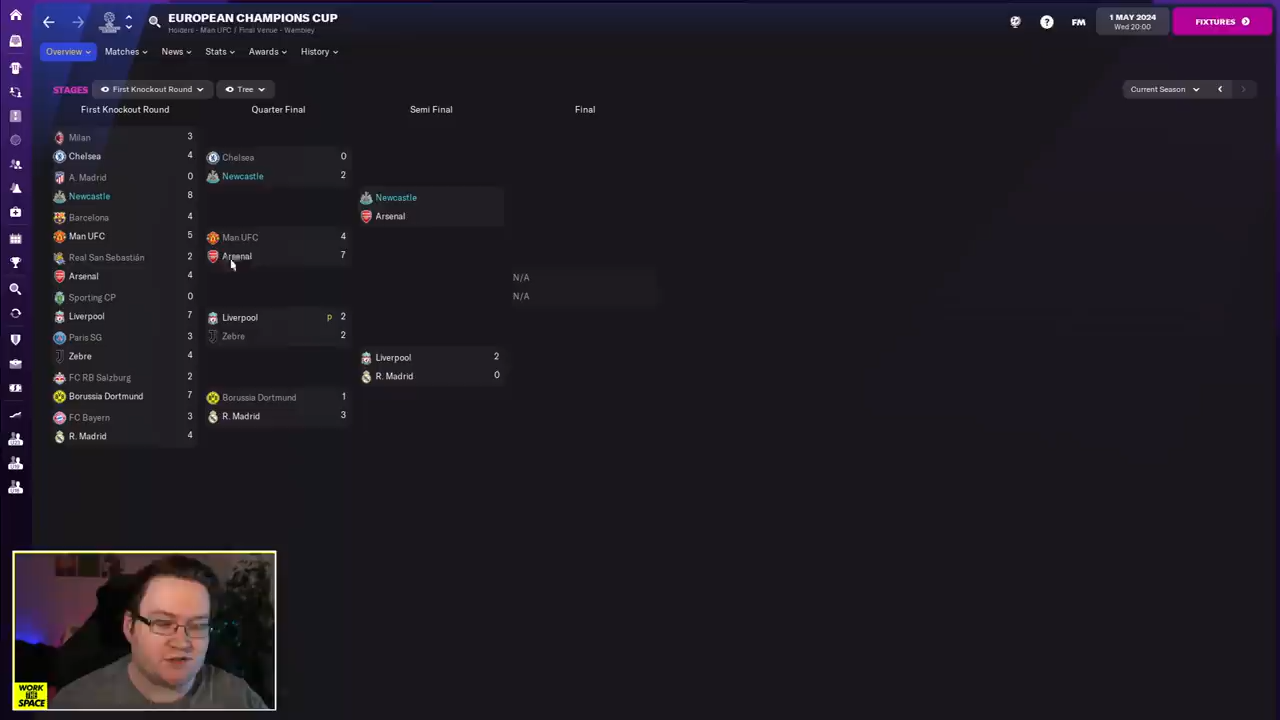 EUROPEAN CHAMPIONS CUP
Holders - Man UFC / Final Venue - Wembley
FM
1 MAY 2024
Wed 20:00
FIXTURES
Overview
Matches
News
Stats
Awards
History
STAGES
First Knockout Round
Tree
Current Season
First Knockout Round
Quarter Final
Semi Final
Final
Milan 3
Chelsea 4
A. Madrid 0
Newcastle 8
Barcelona 4
Man UFC 5
Real San Sebastián 2
Arsenal 4
Sporting CP 0
Liverpool 7
Paris SG 3
Zebre 4
FC RB Salzburg 2
Borussia Dortmund 7
FC Bayern 3
R. Madrid 4
Chelsea 0
Newcastle 2
Man UFC 4
Arsenal 7
Liverpool p 2
Zebre 2
Borussia Dortmund 1
R. Madrid 3
Newcastle
Arsenal
Liverpool 2
R. Madrid 0
N/A
N/A
WORK
THE
SPACE